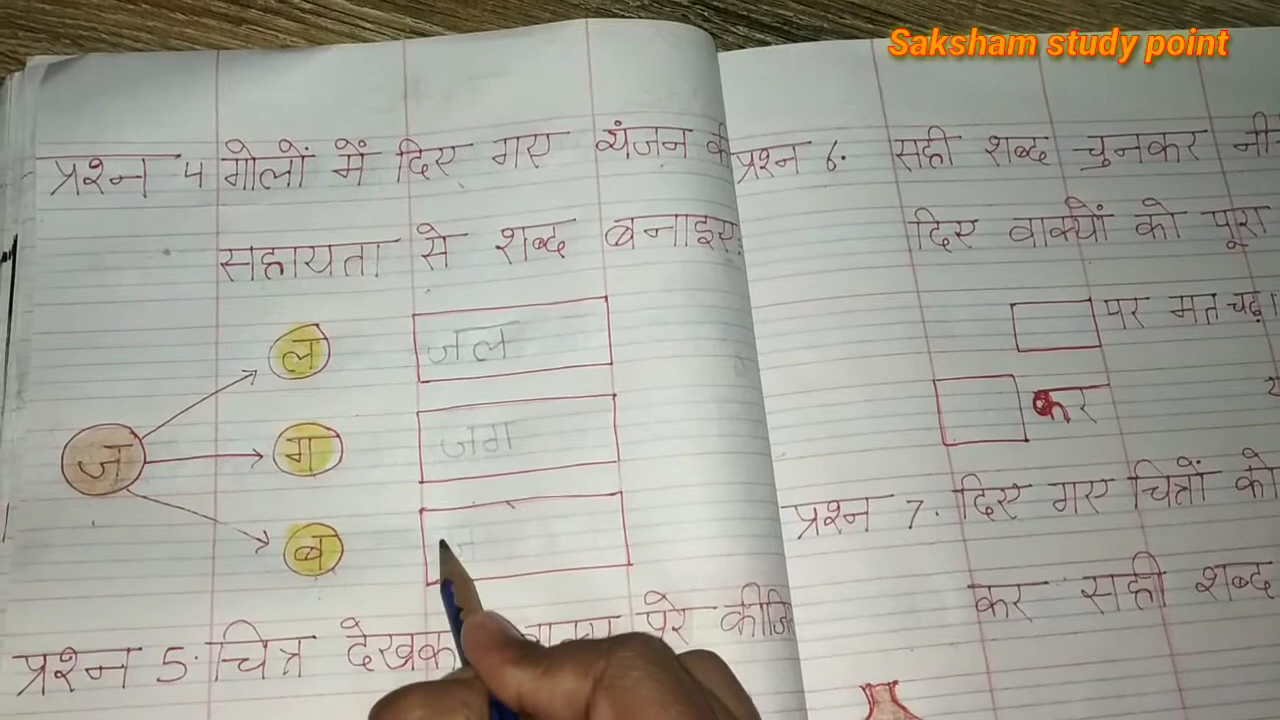 Saksham study point
प्रश्न 4 गोलों में दिए गए व्यंजन की
सहायता से शब्द बनाइए
ज
ल
जल
ग
जग
ब
प्रश्न 5. चित्र पूरे
प्रश्न 6. सही शब्द चुनकर
दिए वाक्यों को पूरा
पर मत चढ़।
कर
प्रश्न 7. दिए गए चित्रों को
कर सही शब्द